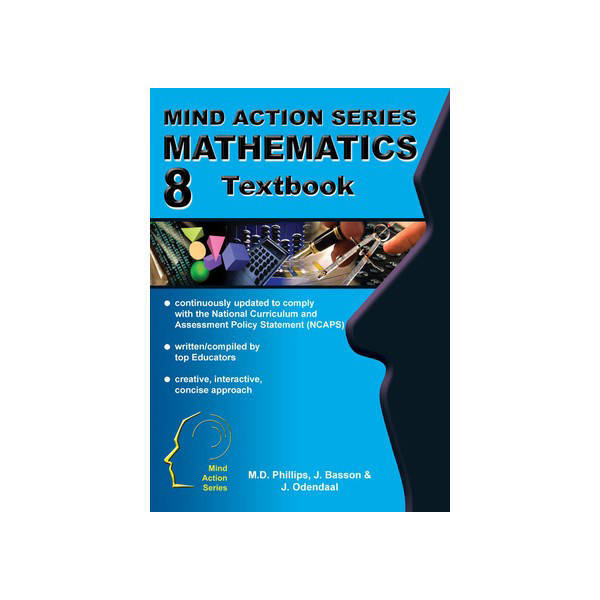 MIND ACTION SERIES
MATHEMATICS
8 Textbook
continuously updated to comply
with the National Curriculum and
Assessment Policy Statement (NCAPS)
written/compiled by
top Educators
creative, interactive,
concise approach
Mind
Action
Series
M.D. Phillips, J. Basson &
J. Odendaal